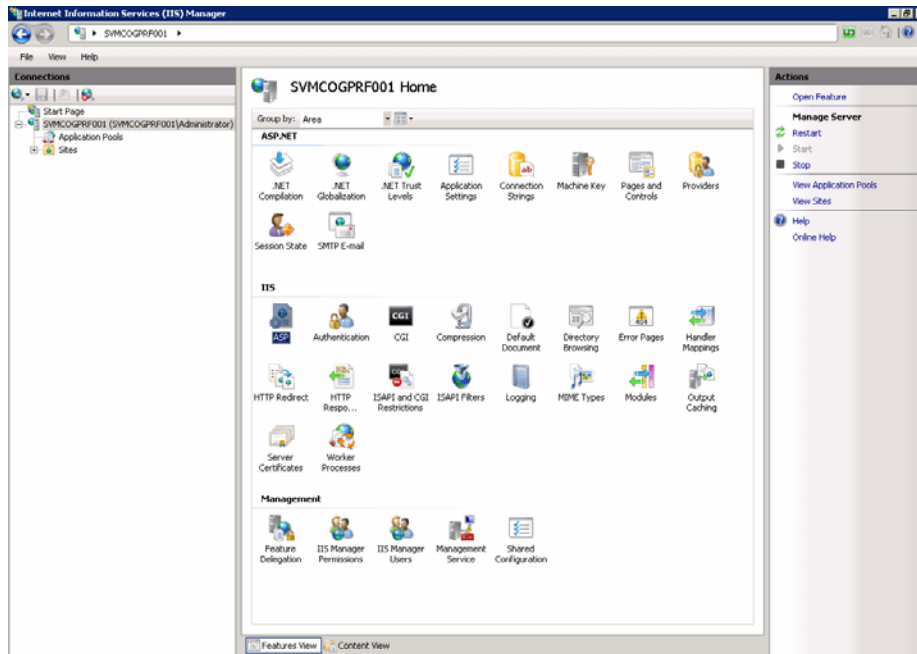 Internet Information Services (IIS) Manager
SVMCOGPRF001
File View Help
Connections
Start Page
SVMCOGPRF001 (SVMCOGPRF001\Administrator)
Application Pools
Sites
SVMCOGPRF001 Home
Group by: Area
ASP.NET
.NET Compilation
.NET Globalization
.NET Trust Levels
Application Settings
Connection Strings
Machine Key
Pages and Controls
Providers
Session State
SMTP E-mail
IIS
ASP
Authentication
CGI
Compression
Default Document
Directory Browsing
Error Pages
Handler Mappings
HTTP Redirect
HTTP Respo...
ISAPI and CGI Restrictions
ISAPI Filters
Logging
MIME Types
Modules
Output Caching
Server Certificates
Worker Processes
Management
Feature Delegation
IIS Manager Permissions
IIS Manager Users
Management Service
Shared Configuration
Features View
Content View
Actions
Open Feature
Manage Server
Restart
Start
Stop
View Application Pools
View Sites
Help
Online Help